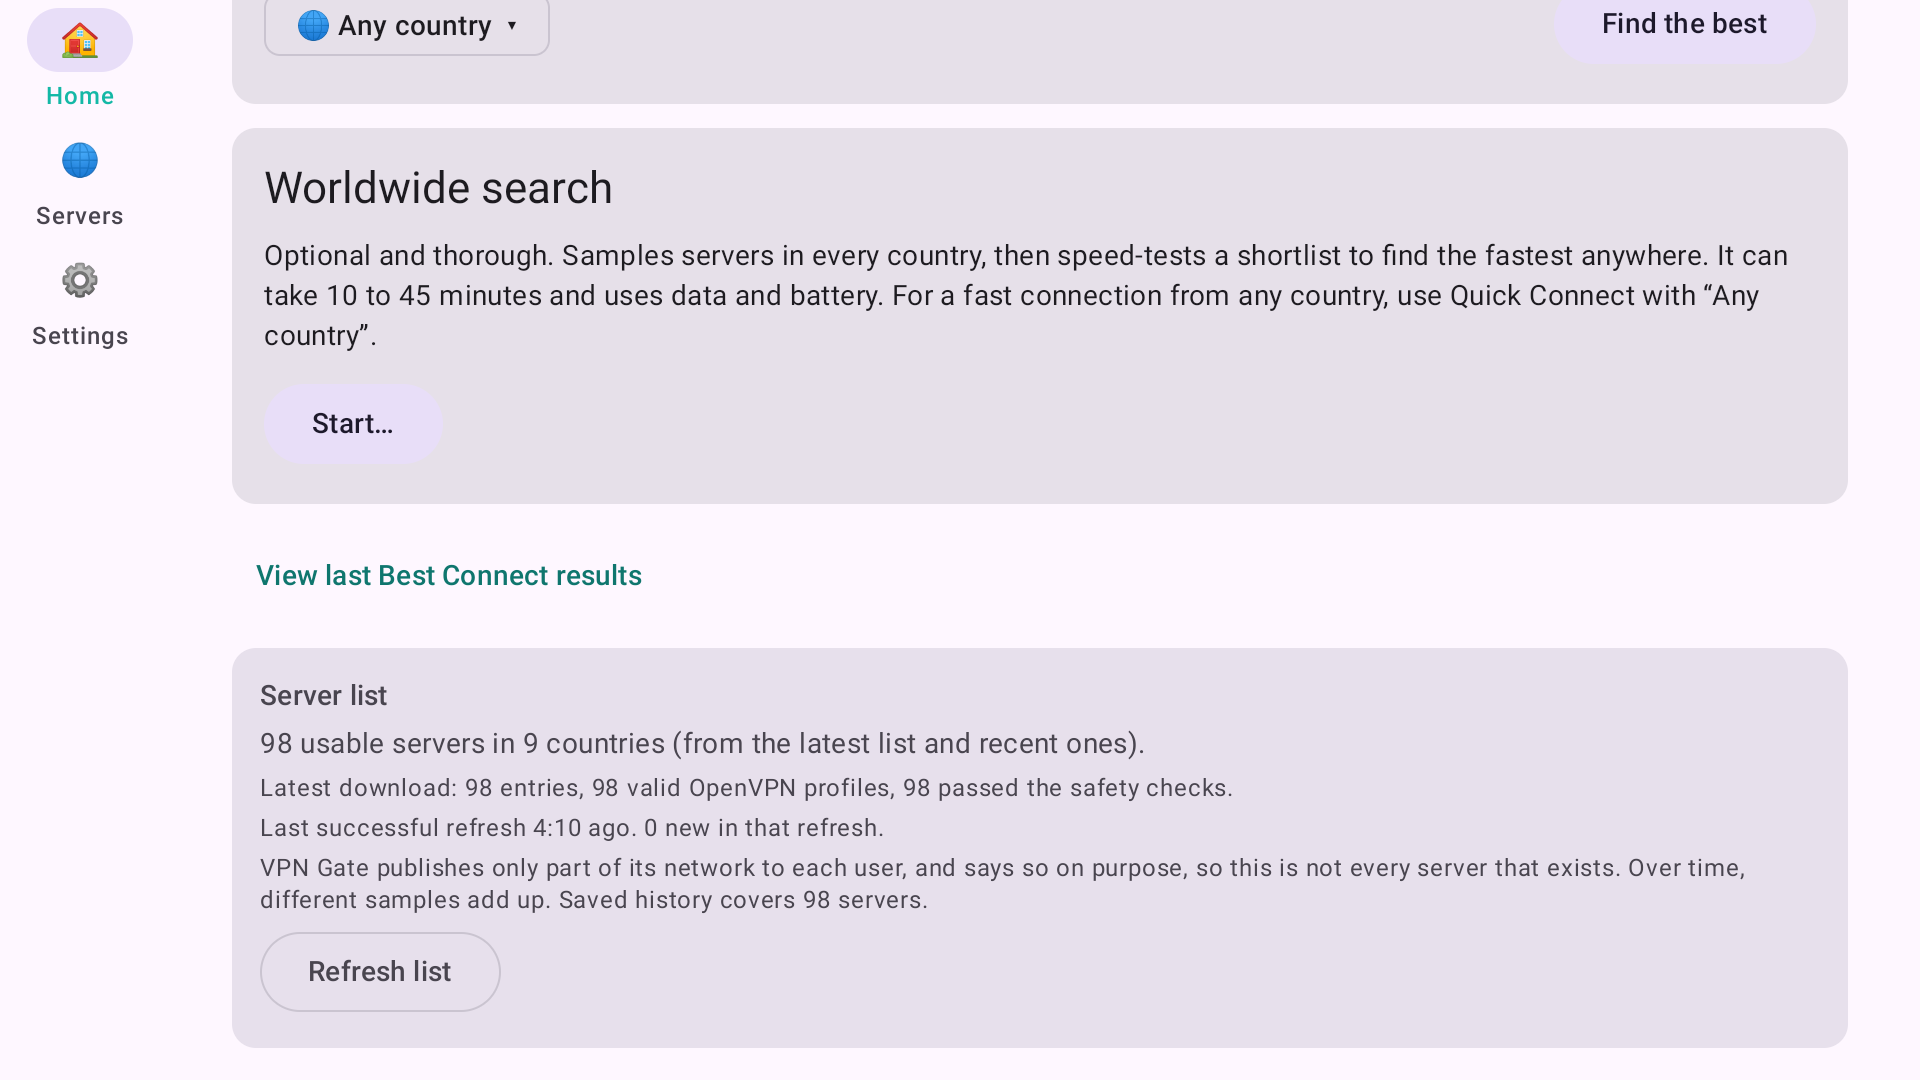 Any country ▾
Find the best
Home
Servers
Settings
Worldwide search
Optional and thorough. Samples servers in every country, then speed-tests a shortlist to find the fastest anywhere. It can
take 10 to 45 minutes and uses data and battery. For a fast connection from any country, use Quick Connect with “Any
country”.
Start…
View last Best Connect results
Server list
98 usable servers in 9 countries (from the latest list and recent ones).
Latest download: 98 entries, 98 valid OpenVPN profiles, 98 passed the safety checks.
Last successful refresh 4:10 ago. 0 new in that refresh.
VPN Gate publishes only part of its network to each user, and says so on purpose, so this is not every server that exists. Over time,
different samples add up. Saved history covers 98 servers.
Refresh list